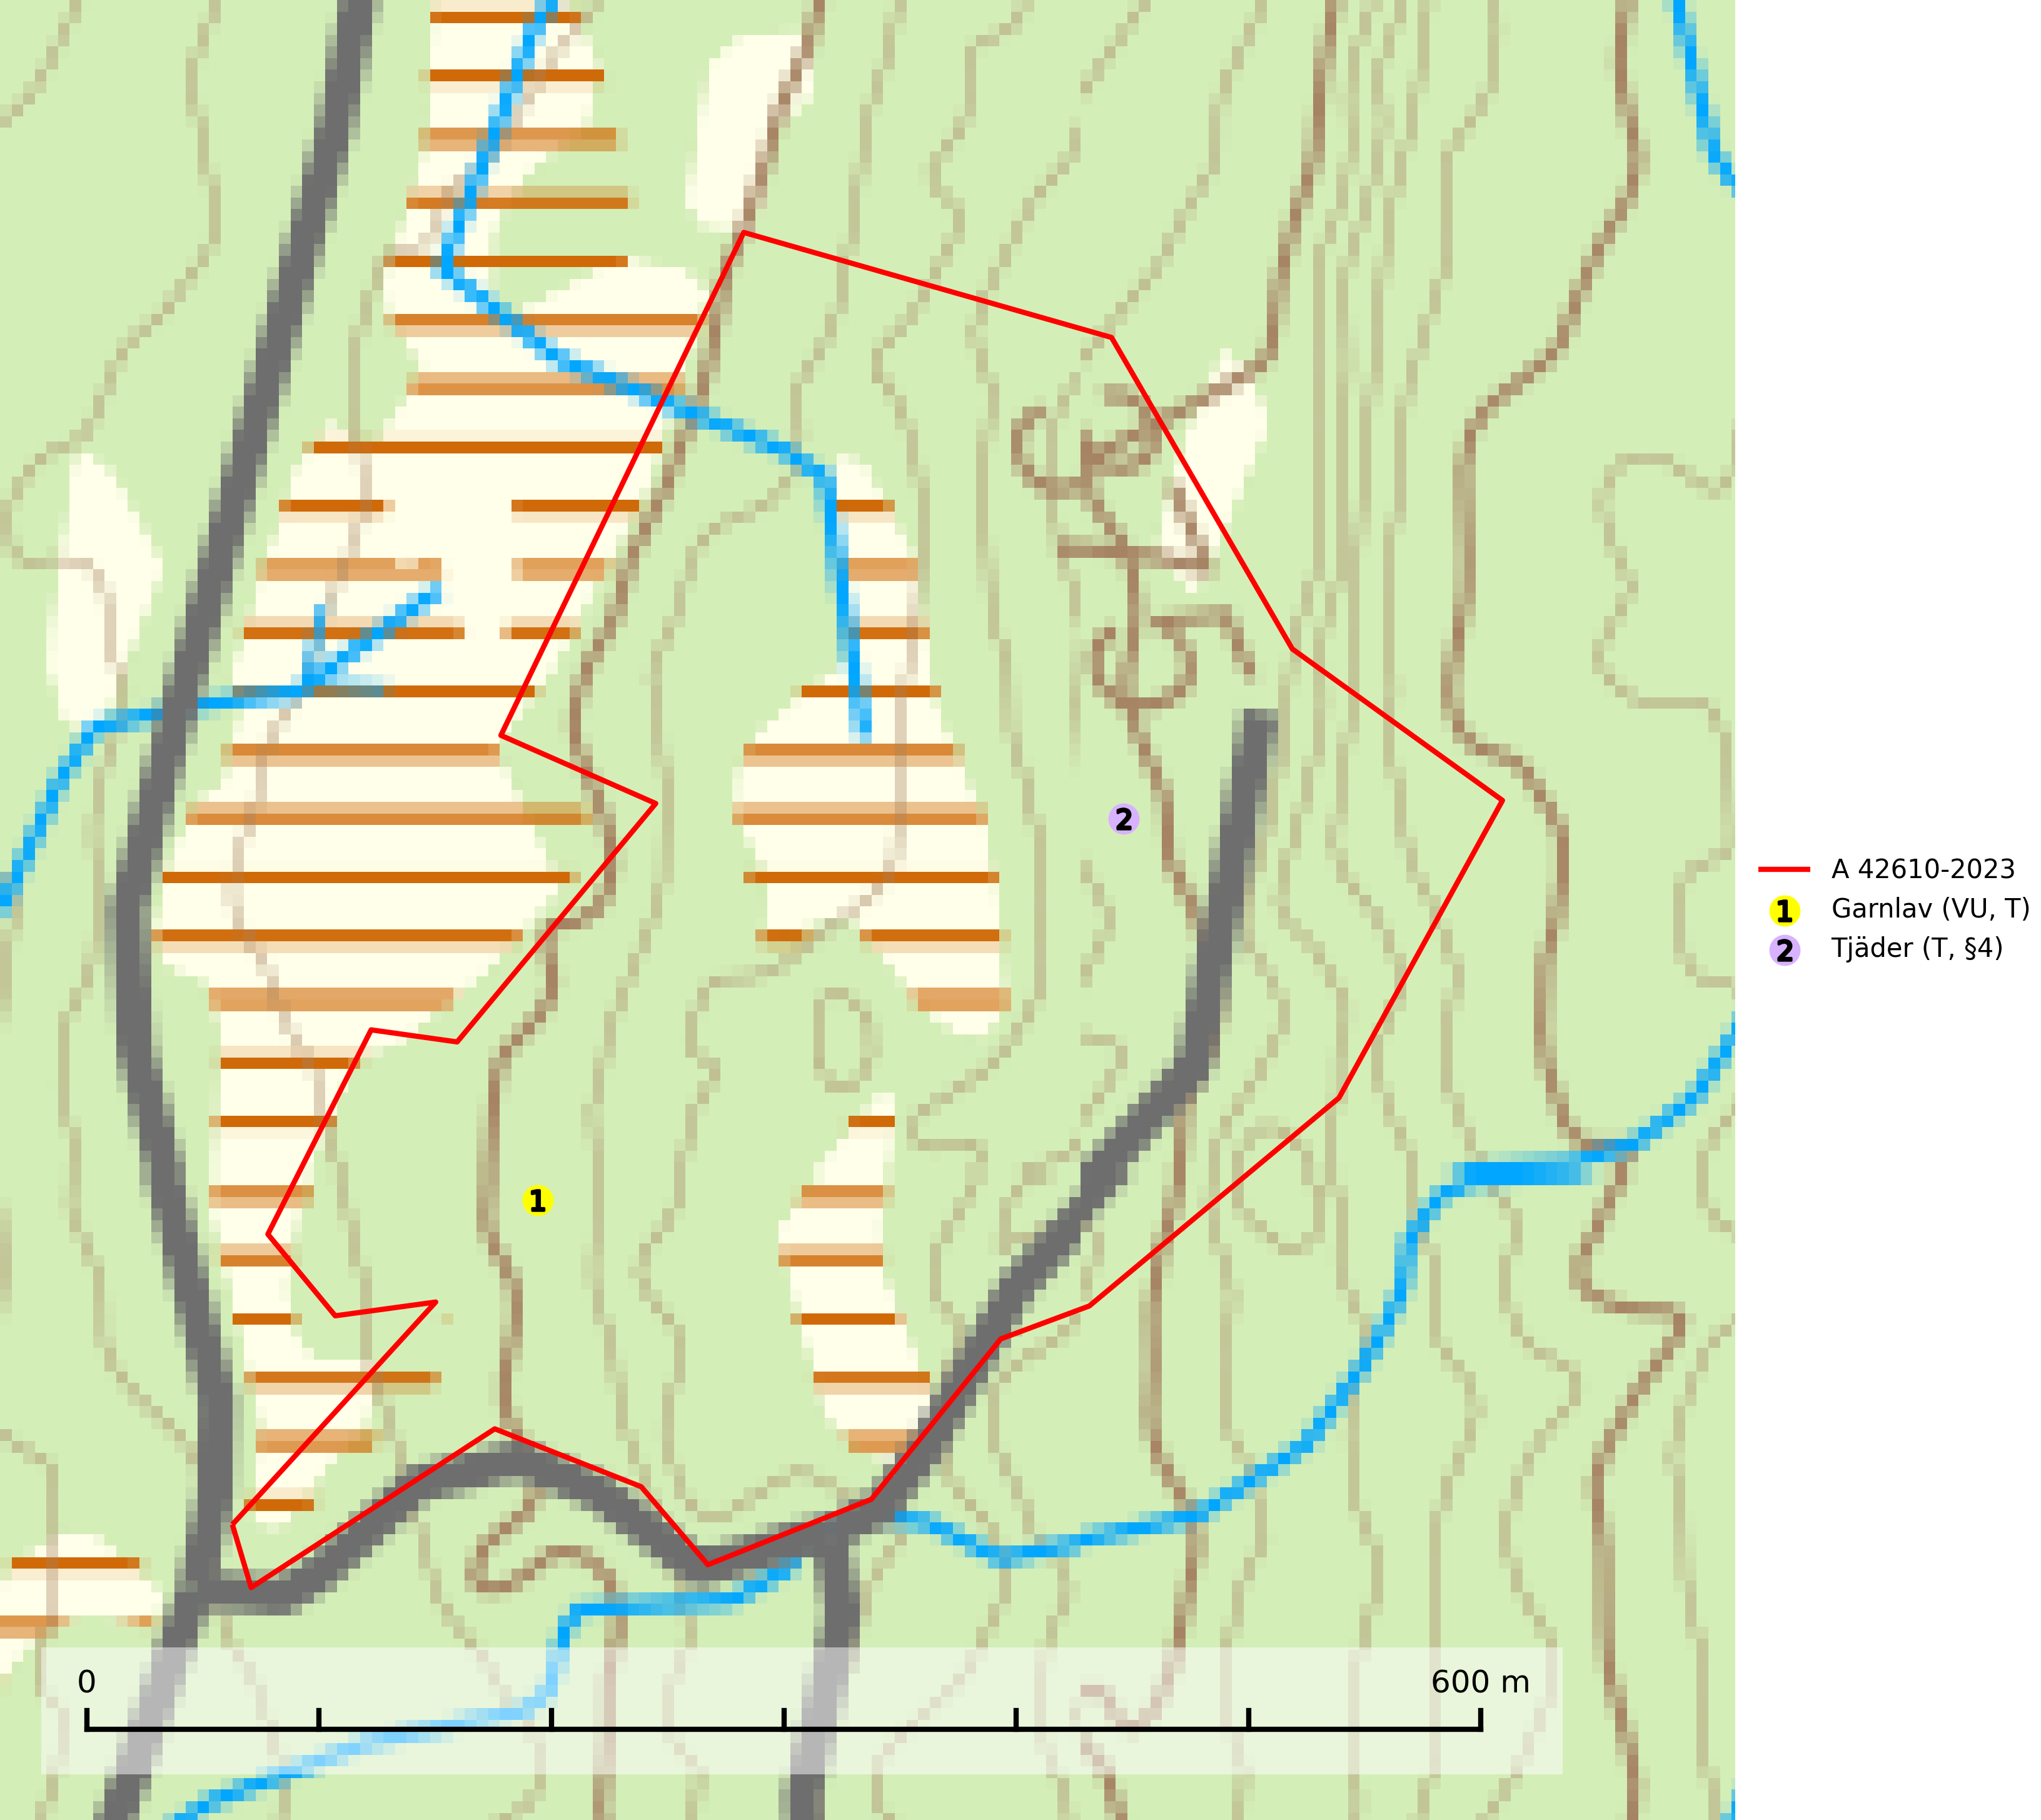 2
1
A 42610-2023
1 Garnlav (VU, T)
2 Tjäder (T, §4)
0 600 m